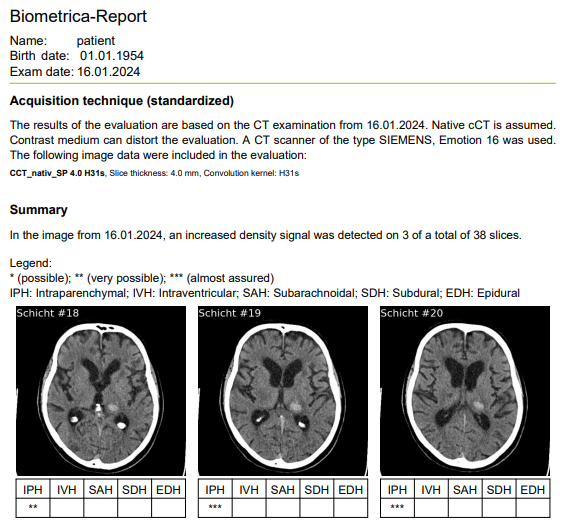 Biometrica-Report
Name: patient
Birth date: 01.01.1954
Exam date: 16.01.2024
Acquisition technique (standardized)
The results of the evaluation are based on the CT examination from 16.01.2024. Native cCT is assumed.
Contrast medium can distort the evaluation. A CT scanner of the type SIEMENS, Emotion 16 was used.
The following image data were included in the evaluation:
CCT_nativ_SP 4.0 H31s, Slice thickness: 4.0 mm, Convolution kernel: H31s
Summary
In the image from 16.01.2024, an increased density signal was detected on 3 of a total of 38 slices.
Legend:
* (possible); ** (very possible); *** (almost assured)
IPH: Intraparenchymal; IVH: Intraventricular; SAH: Subarachnoidal; SDH: Subdural; EDH: Epidural
Schicht #18 Schicht #19 Schicht #20
IPH IVH SAH SDH EDH IPH IVH SAH SDH EDH IPH IVH SAH SDH EDH
** *** ***